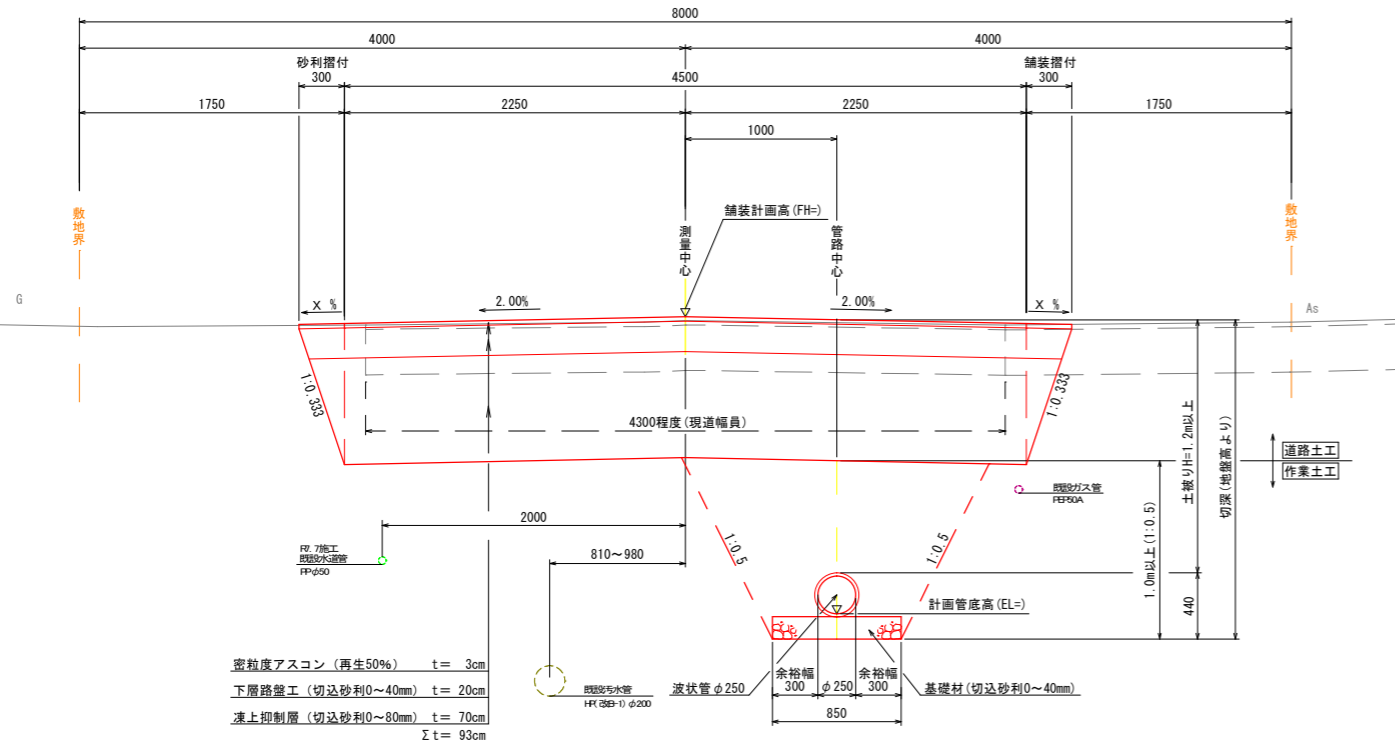 8000
4000
4000
砂利摺付
300
4500
舗装摺付
300
1750
2250
2250
1750
1000
舗装計画高(FH=)
敷地界
測量中心
管路中心
敷地界
G
X %
2.00%
2.00%
X %
As
1:0.333
1:0.333
4300程度(現道幅員)
土被りH=1.2m以上
切深(地盤高より)
道路土工
作業土工
既設ガス管
PEP50A
2000
R7.7施工
既設水道管
PPφ50
810～980
1:0.5
1:0.5
1.0m以上(1:0.5)
440
計画管底高(EL=)
密粒度アスコン（再生50%） t= 3cm
下層路盤工（切込砂利0～40mm） t= 20cm
凍上抑制層（切込砂利0～80mm） t= 70cm
Σt= 93cm
既設汚水管
φ200
波状管φ250
余裕幅
300
φ250
余裕幅
300
基礎材(切込砂利0～40mm)
850